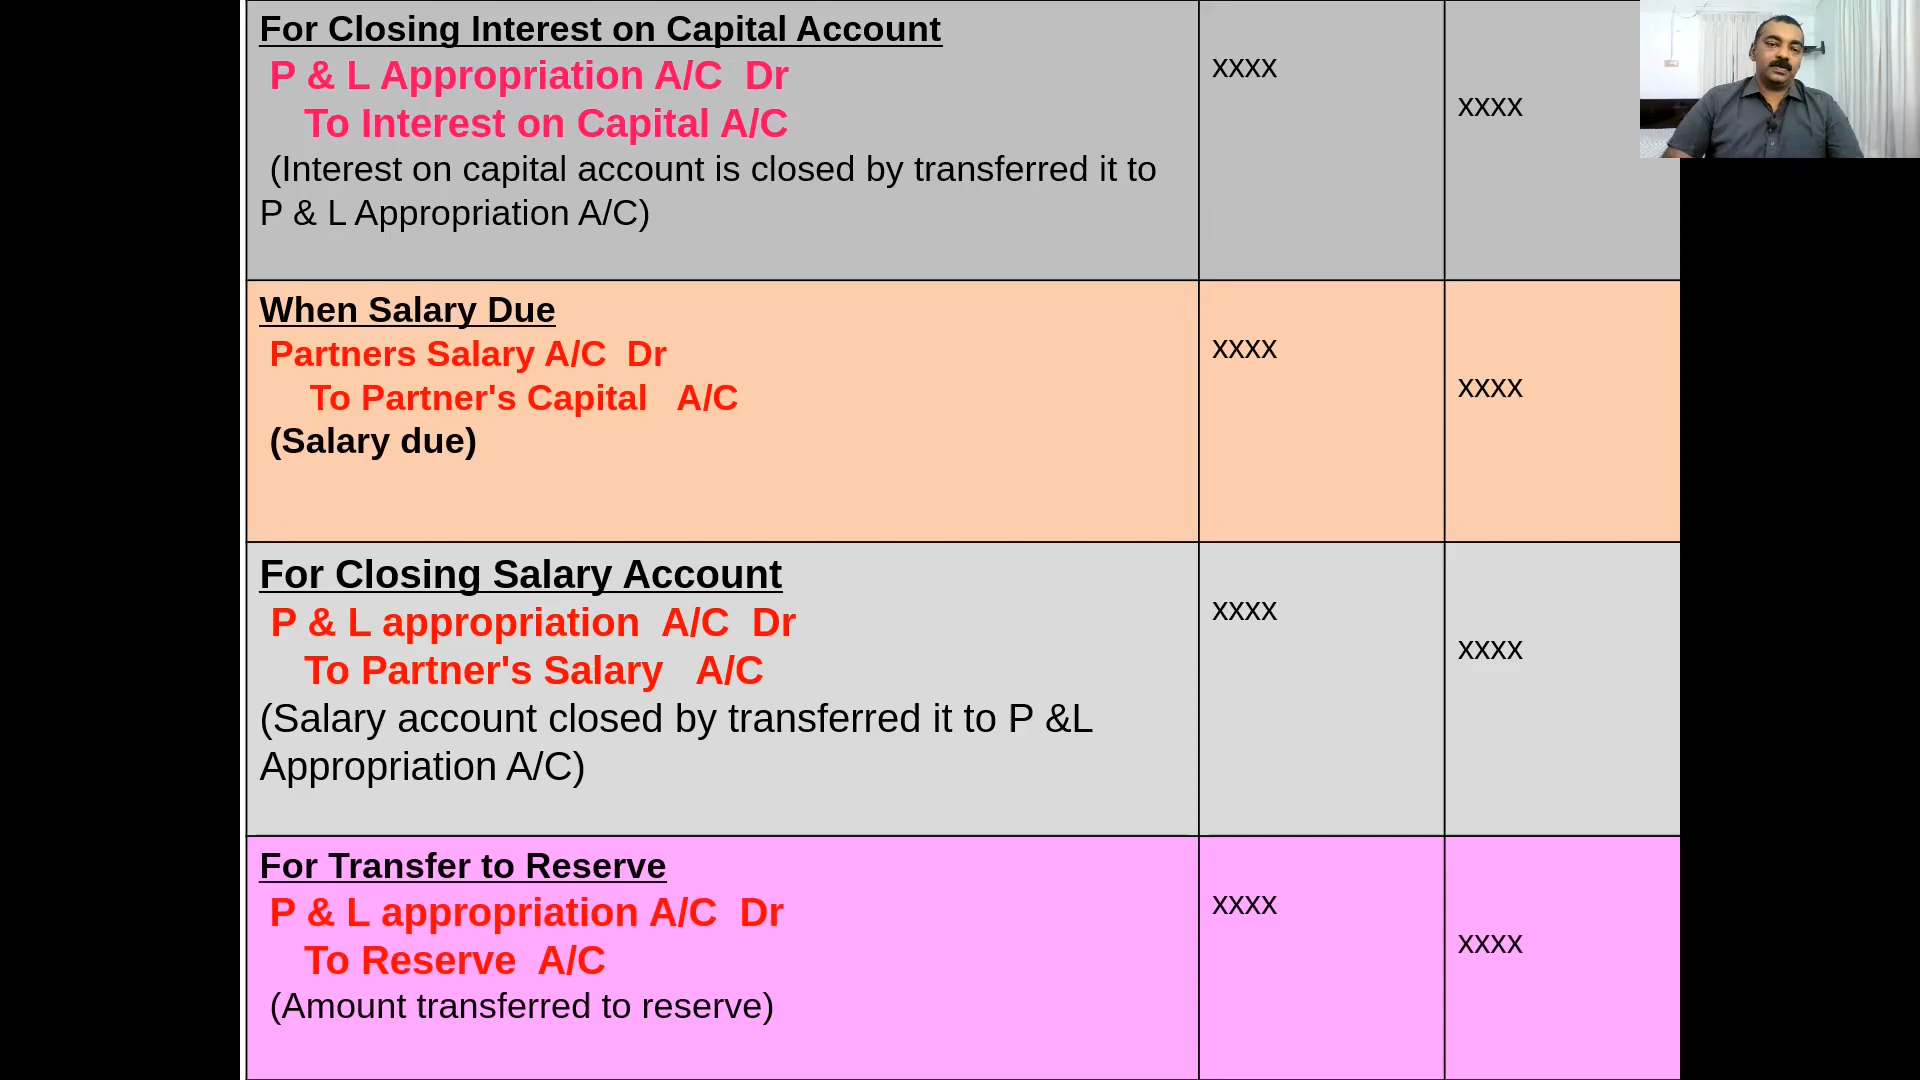 For Closing Interest on Capital Account
P & L Appropriation A/C Dr
xxxx
To Interest on Capital A/C
xxxx
(Interest on capital account is closed by transferred it to
P & L Appropriation A/C)
When Salary Due
Partners Salary A/C Dr
xxxx
To Partner's Capital A/C
xxxx
(Salary due)
For Closing Salary Account
P & L appropriation A/C Dr
xxxx
To Partner's Salary A/C
xxxx
(Salary account closed by transferred it to P &L
Appropriation A/C)
For Transfer to Reserve
P & L appropriation A/C Dr
xxxx
To Reserve A/C
xxxx
(Amount transferred to reserve)